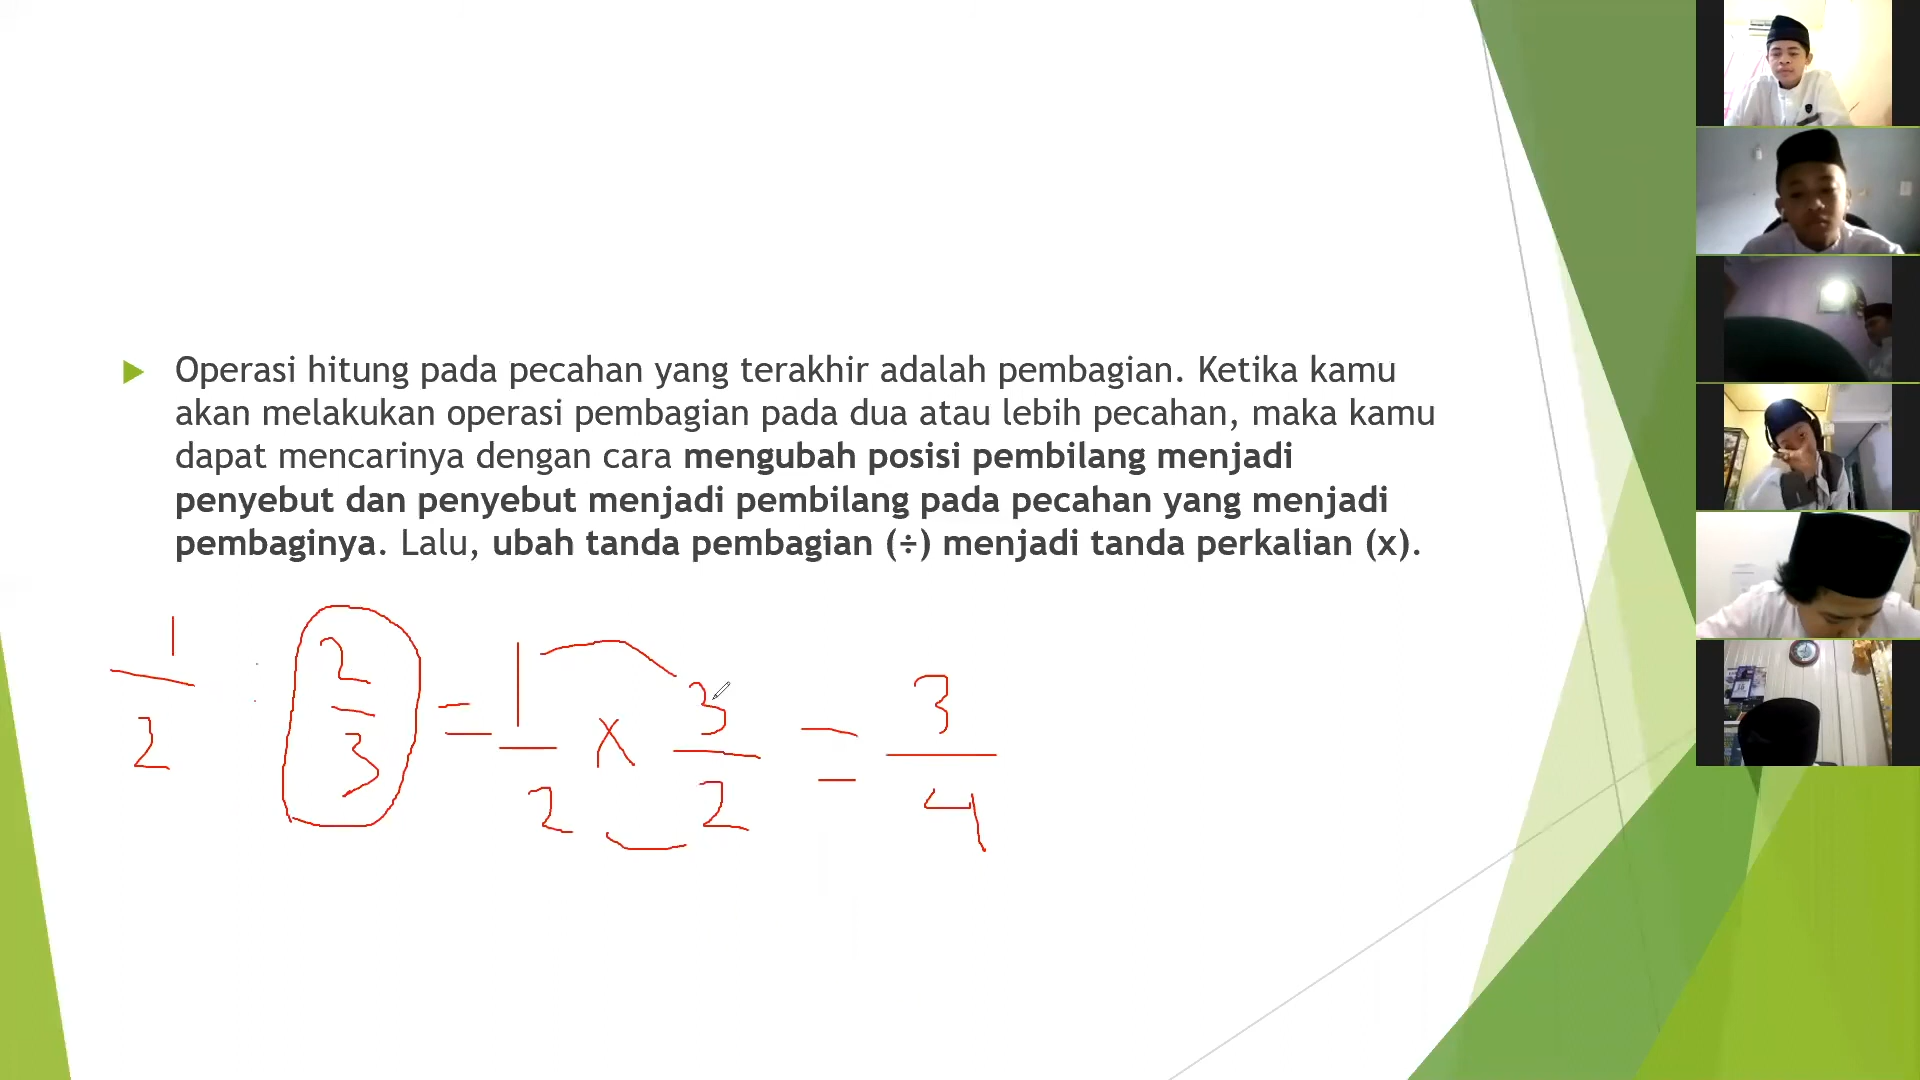 Operasi hitung pada pecahan yang terakhir adalah pembagian. Ketika kamu
akan melakukan operasi pembagian pada dua atau lebih pecahan, maka kamu
dapat mencarinya dengan cara mengubah posisi pembilang menjadi
penyebut dan penyebut menjadi pembilang pada pecahan yang menjadi
pembaginya. Lalu, ubah tanda pembagian (÷) menjadi tanda perkalian (x).
1/2 : 2/3 = 1/2 x 3/2 = 3/4